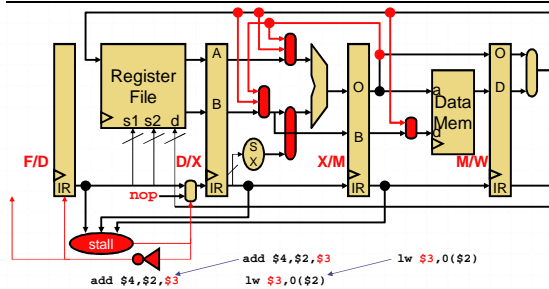 A
Register
File
B
s1 s2 d
S
X
O
a
Data
Mem
d
B
O
D
F/D
D/X
X/M
M/W
IR
IR
IR
IR
nop
stall
add $4,$2,$3
lw $3,0($2)
add $4,$2,$3
lw $3,0($2)